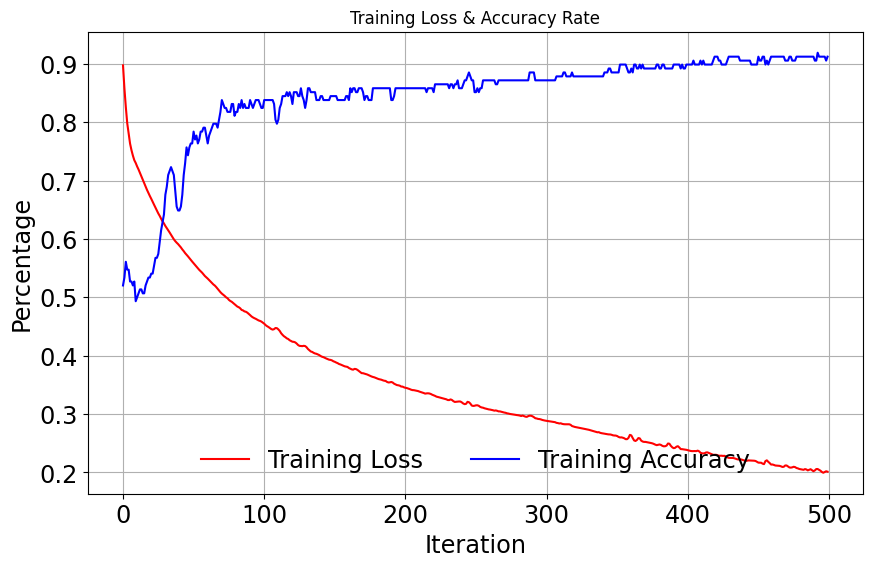 Training Loss & Accuracy Rate
Percentage
0.9
0.8
0.7
0.6
0.5
0.4
0.3
0.2
Training Loss Training Accuracy
0 100 200 300 400 500
Iteration